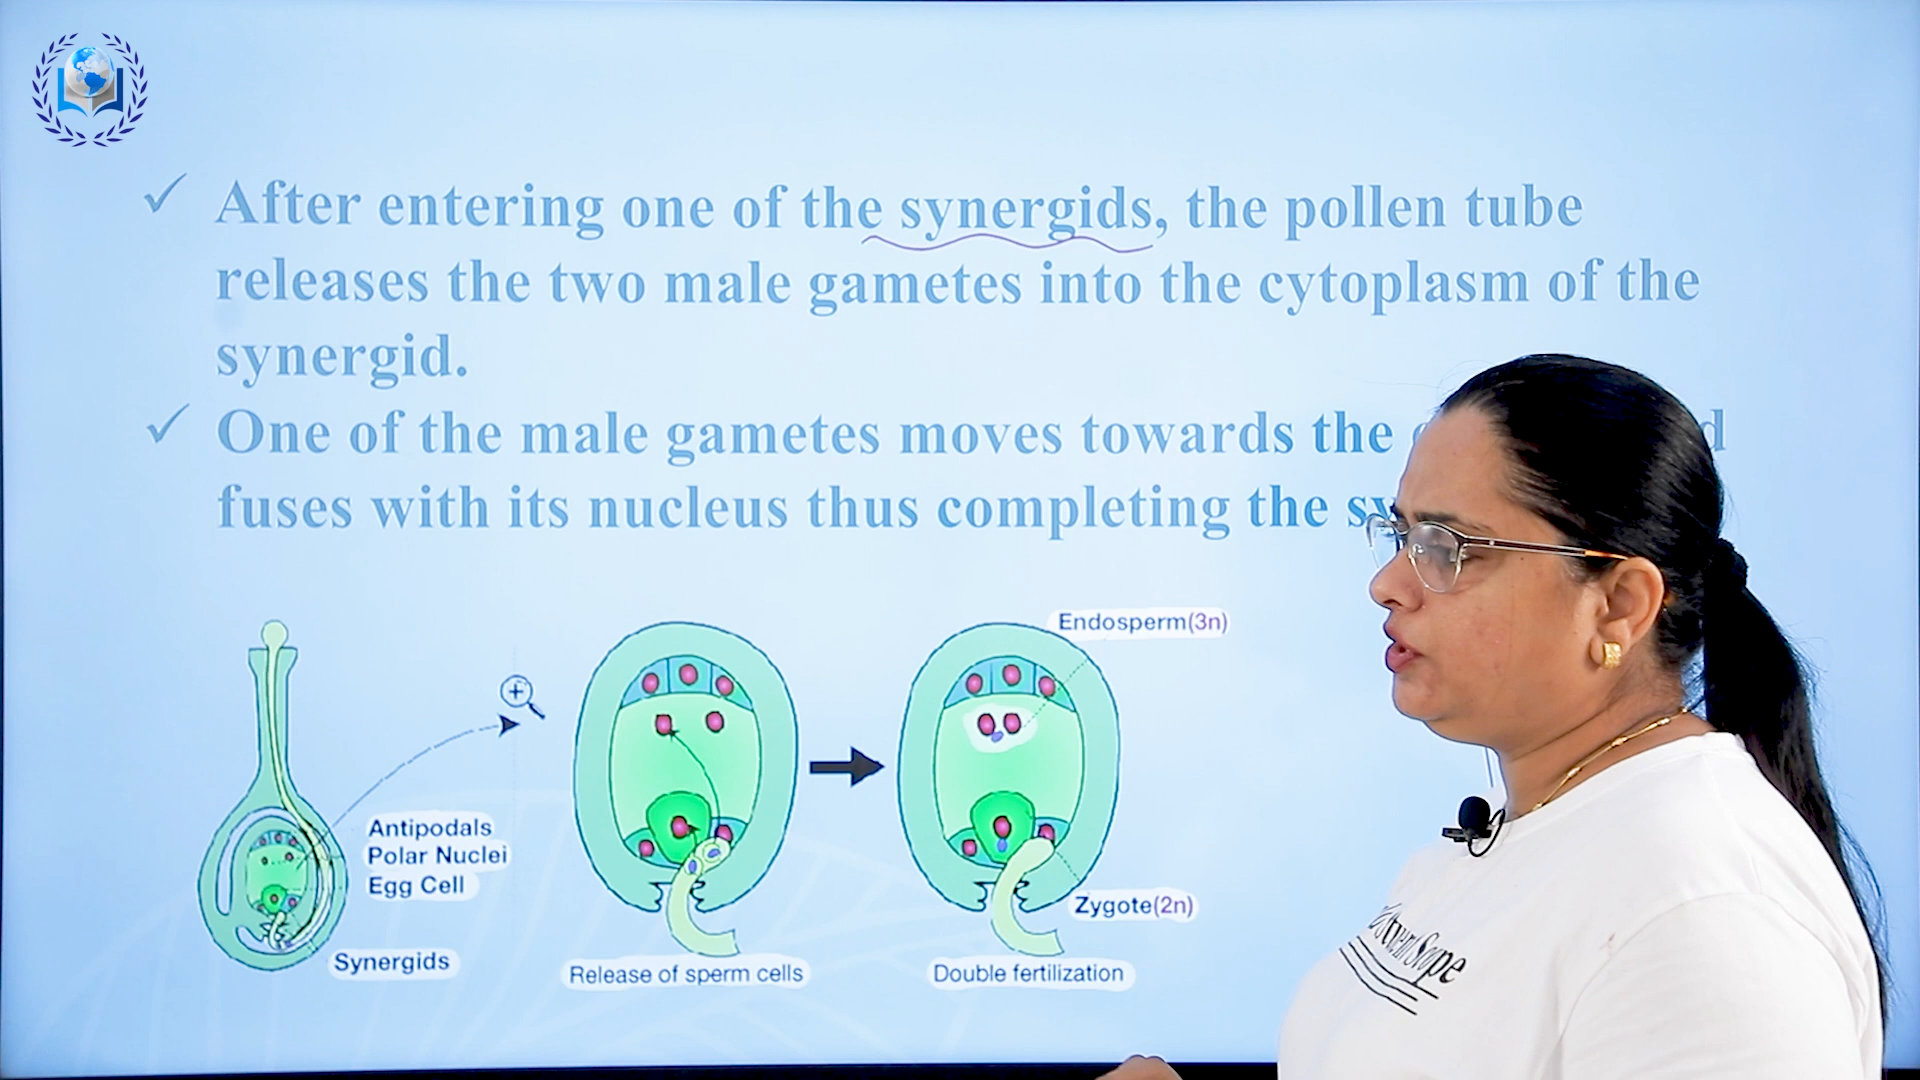 ✓ After entering one of the synergids, the pollen tube
releases the two male gametes into the cytoplasm of the
synergid.
✓ One of the male gametes moves towards the
fuses with its nucleus thus completing the
Endosperm(3n)
Antipodals
Polar Nuclei
Egg Cell
Synergids
Zygote(2n)
Release of sperm cells
Double fertilization